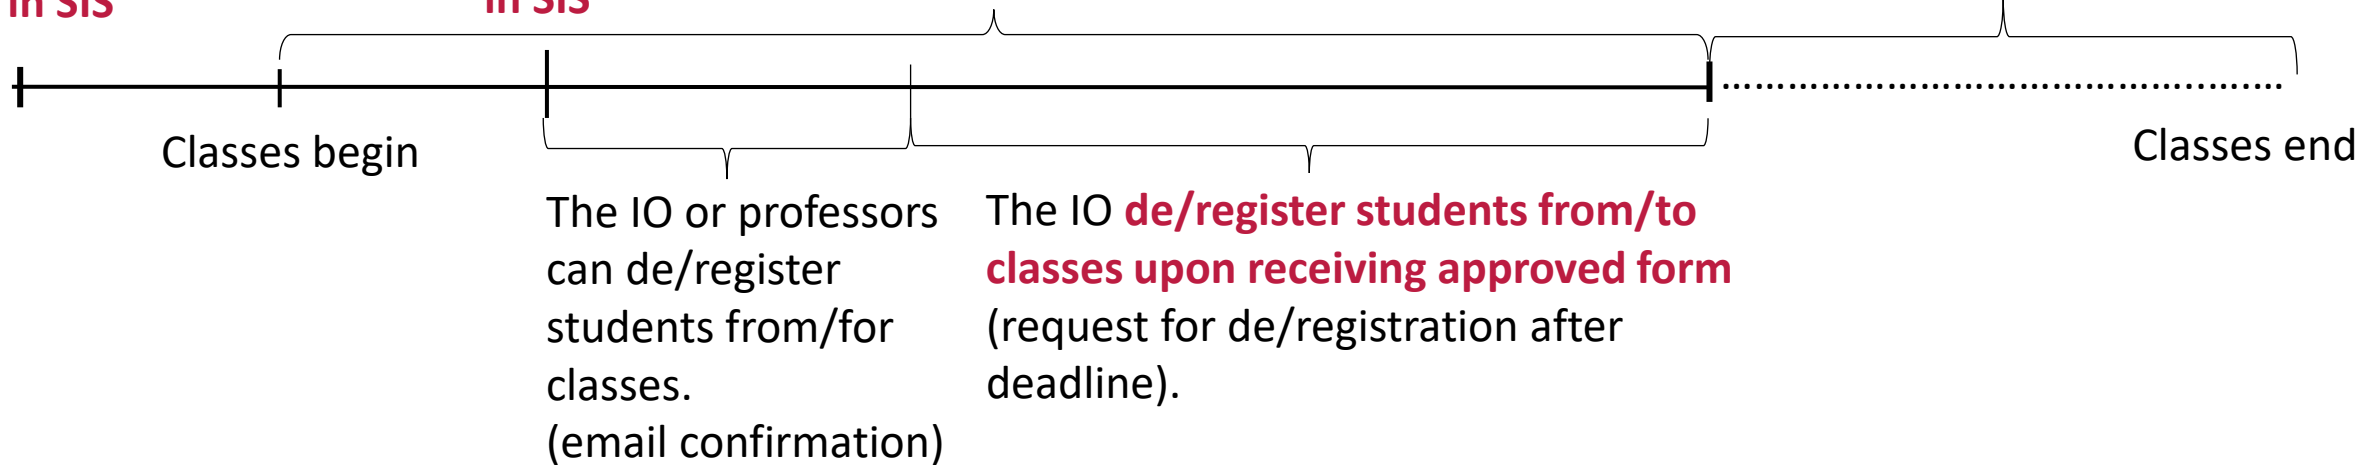 in SIS
in SIS
Classes begin
Classes end
The IO or professors
can de/register
students from/for
classes.
(email confirmation)
The IO de/register students from/to
classes upon receiving approved form
(request for de/registration after
deadline).